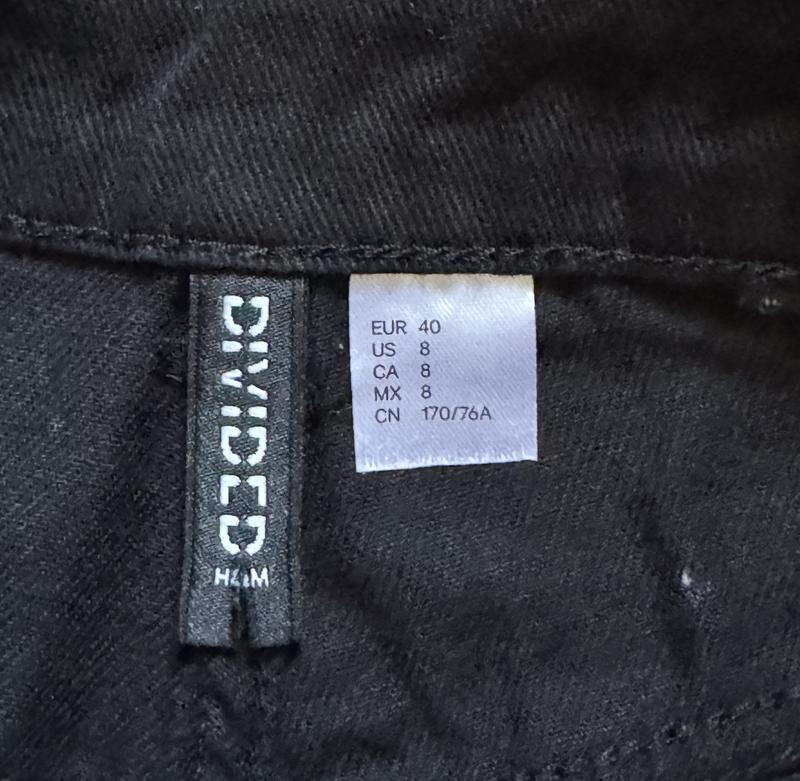 DIVIDED
H&M
EUR 40
US 8
CA 8
MX 8
CN 170/76A